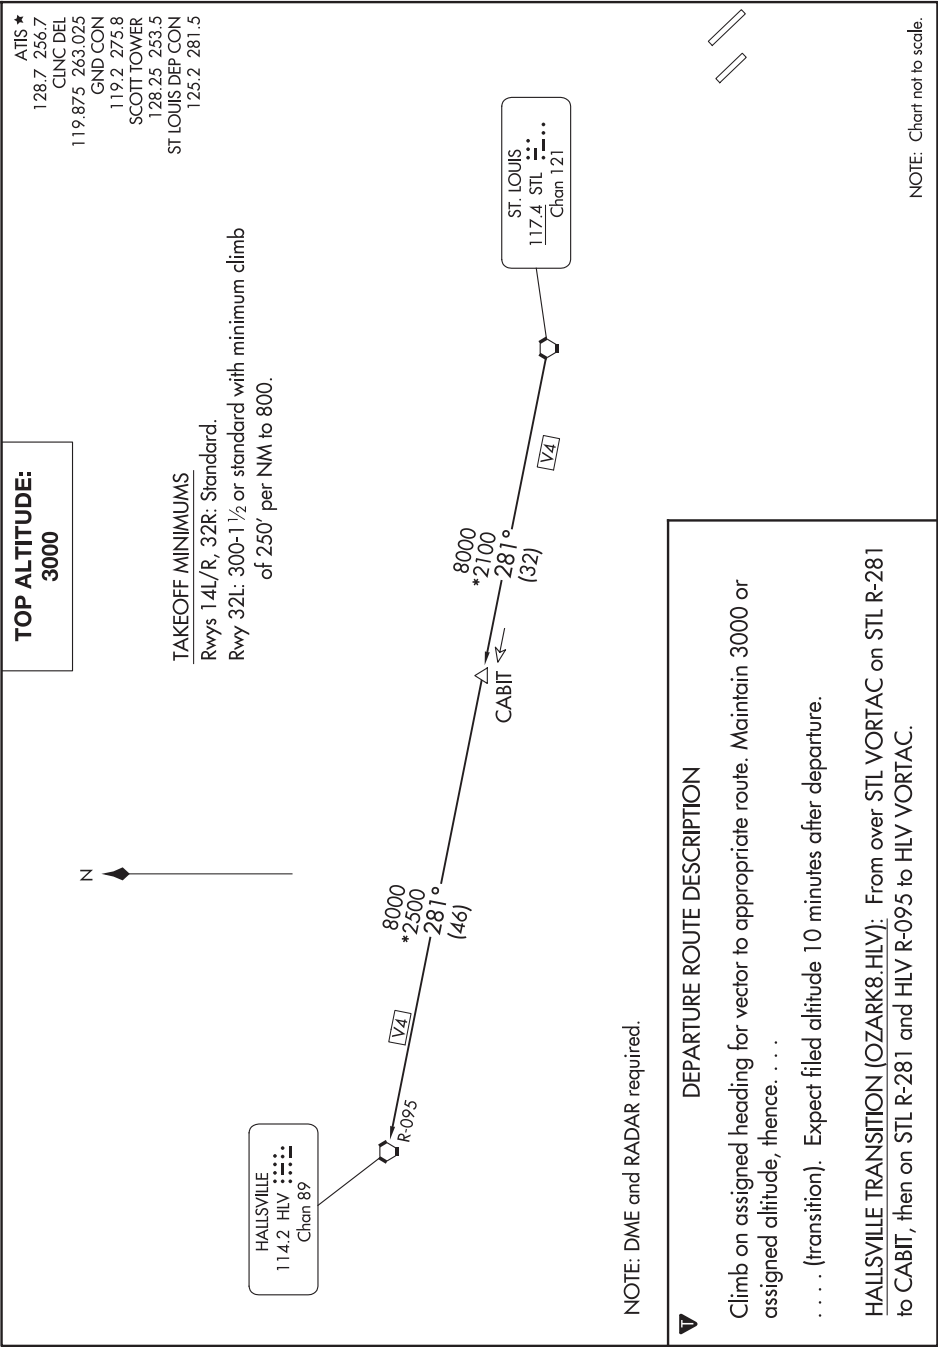 TOP ALTITUDE:
3000
ATIS ★
128.7 256.7
CLNC DEL
119.875 263.025
GND CON
119.2 275.8
SCOTT TOWER
128.25 253.5
ST LOUIS DEP CON
125.2 281.5
TAKEOFF MINIMUMS
Rwys 14L/R, 32R: Standard.
Rwy 32L: 300-1½ or standard with minimum climb
of 250' per NM to 800.
N
HALLSVILLE
114.2 HLV
Chan 89
R-095
V4
8000
*2500
281°
(46)
CABIT
8000
*2100
281°
(32)
V4
ST. LOUIS
117.4 STL
Chan 121
NOTE: DME and RADAR required.
NOTE: Chart not to scale.
T
DEPARTURE ROUTE DESCRIPTION
Climb on assigned heading for vector to appropriate route. Maintain 3000 or
assigned altitude, thence. . . .
. . . . (transition). Expect filed altitude 10 minutes after departure.
HALLSVILLE TRANSITION (OZARK8.HLV): From over STL VORTAC on STL R-281
to CABIT, then on STL R-281 and HLV R-095 to HLV VORTAC.